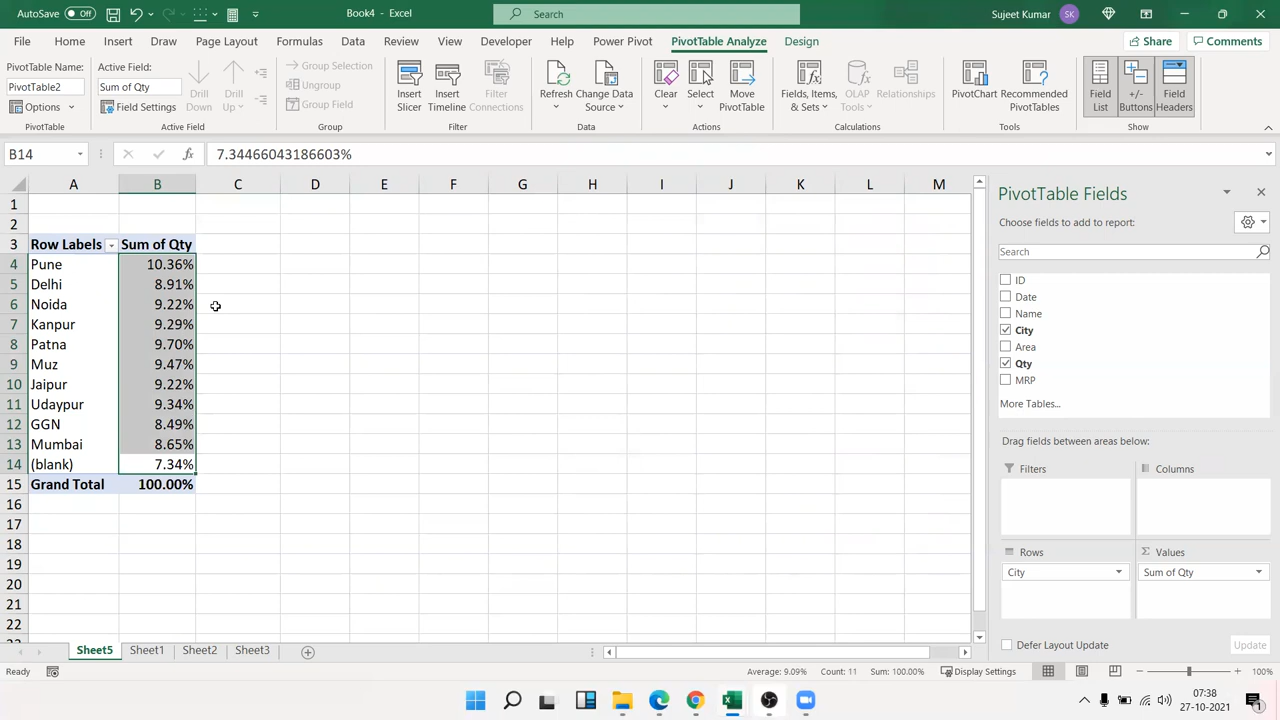 AutoSave Off Book4 - Excel Search Sujeet Kumar SK
File Home Insert Draw Page Layout Formulas Data Review View Developer Help Power Pivot PivotTable Analyze Design Share Comments
PivotTable Name:
PivotTable2
Options
PivotTable
Active Field:
Sum of Qty
Field Settings
Drill Down
Drill Up
Active Field
Group Selection
Ungroup
Group Field
Group
Insert Slicer
Insert Timeline
Filter Connections
Filter
Refresh
Change Data Source
Data
Clear
Select
Move PivotTable
Actions
Fields, Items, & Sets
OLAP Tools
Relationships
Calculations
PivotChart
Recommended PivotTables
Tools
Field List
+/- Buttons
Field Headers
Show
B14 fx 7.34466043186603%
A B C D E F G H I J K L M
1
2
3 Row Labels Sum of Qty
4 Pune 10.36%
5 Delhi 8.91%
6 Noida 9.22%
7 Kanpur 9.29%
8 Patna 9.70%
9 Muz 9.47%
10 Jaipur 9.22%
11 Udaypur 9.34%
12 GGN 8.49%
13 Mumbai 8.65%
14 (blank) 7.34%
15 Grand Total 100.00%
16
17
18
19
20
21
22
PivotTable Fields
Choose fields to add to report:
Search
ID
Date
Name
City
Area
Qty
MRP
More Tables...
Drag fields between areas below:
Filters Columns
Rows Σ Values
City Sum of Qty
Defer Layout Update Update
Sheet5 Sheet1 Sheet2 Sheet3
Ready Average: 9.09% Count: 11 Sum: 100.00% Display Settings 100%
07:38
27-10-2021
1